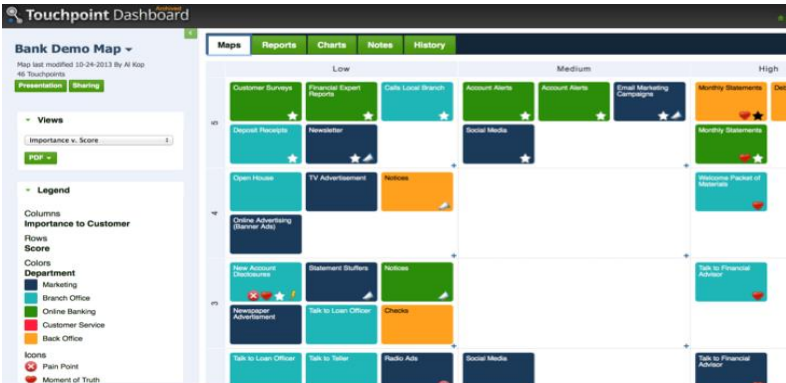 Touchpoint Dashboard
Archived
Bank Demo Map
Map last modified 10-24-2013 By Al Kop
46 Touchpoints
Presentation Sharing
Views
Importance v. Score
PDF
Legend
Columns
Importance to Customer
Rows
Score
Colors
Department
Marketing
Branch Office
Online Banking
Customer Service
Back Office
Icons
Pain Point
Moment of Truth
Maps Reports Charts Notes History
Low Medium High
5
Customer Surveys
Financial Expert
Reports
Calls Local Branch
Account Alerts
Account Alerts
Email Marketing
Campaigns
Monthly Statements
Deposit Receipts
Newsletter
Social Media
Monthly Statements
4
Open House
TV Advertisement
Notices
Welcome Packet of
Materials
Online Advertising
(Banner Ads)
3
New Account
Disclosures
Statement Stuffers
Notices
Talk to Financial
Advisor
Newspaper
Advertisment
Talk to Loan Officer
Checks
Talk to Loan Officer
Talk to Teller
Radio Ads
Social Media
Talk to Financial
Advisor